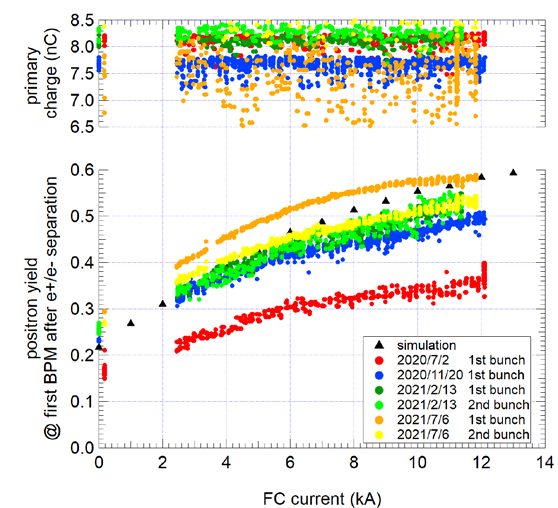 8.5
8.0
7.5
7.0
6.5
primary
charge (nC)
0.6
0.5
0.4
0.3
0.2
0.1
0.0
positron yield
@ first BPM after e+/e- separation
simulation
2020/7/2 1st bunch
2020/11/20 1st bunch
2021/2/13 1st bunch
2021/2/13 2nd bunch
2021/7/6 1st bunch
2021/7/6 2nd bunch
0 2 4 6 8 10 12 14
FC current (kA)